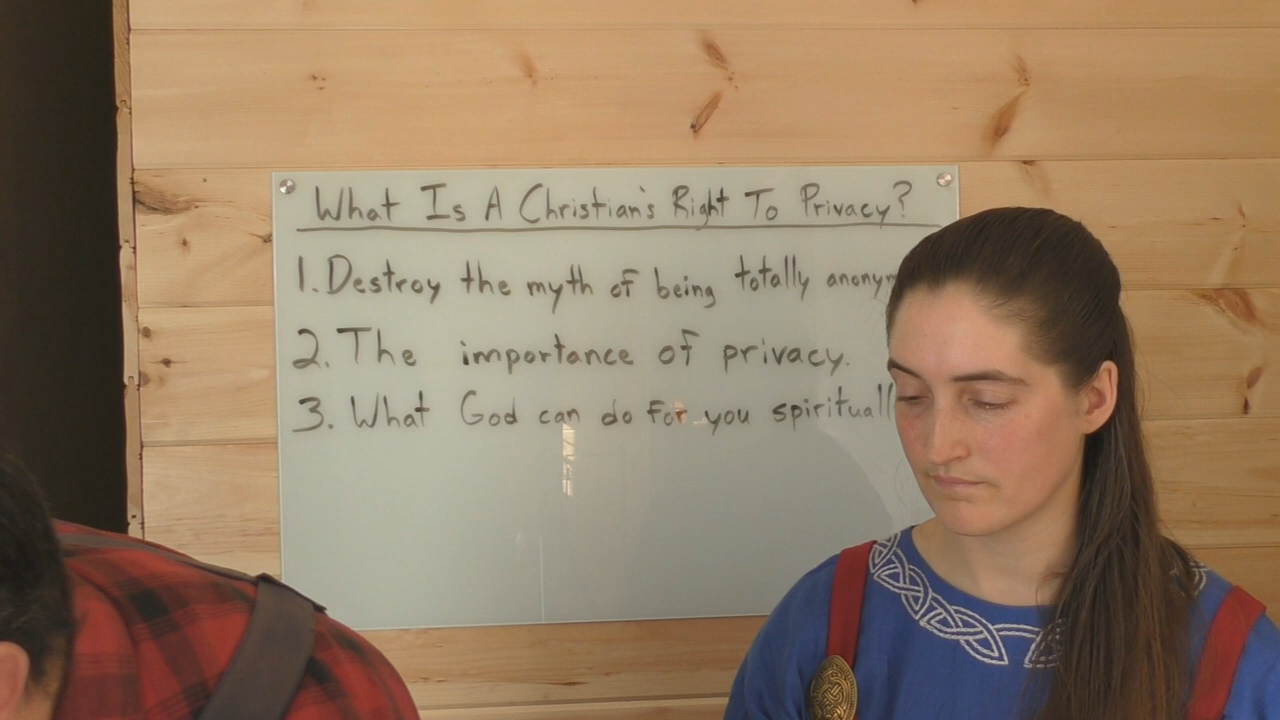 What Is A Christian's Right To Privacy?
1. Destroy the myth of being totally
2. The importance of privacy.
3. What God can do for you